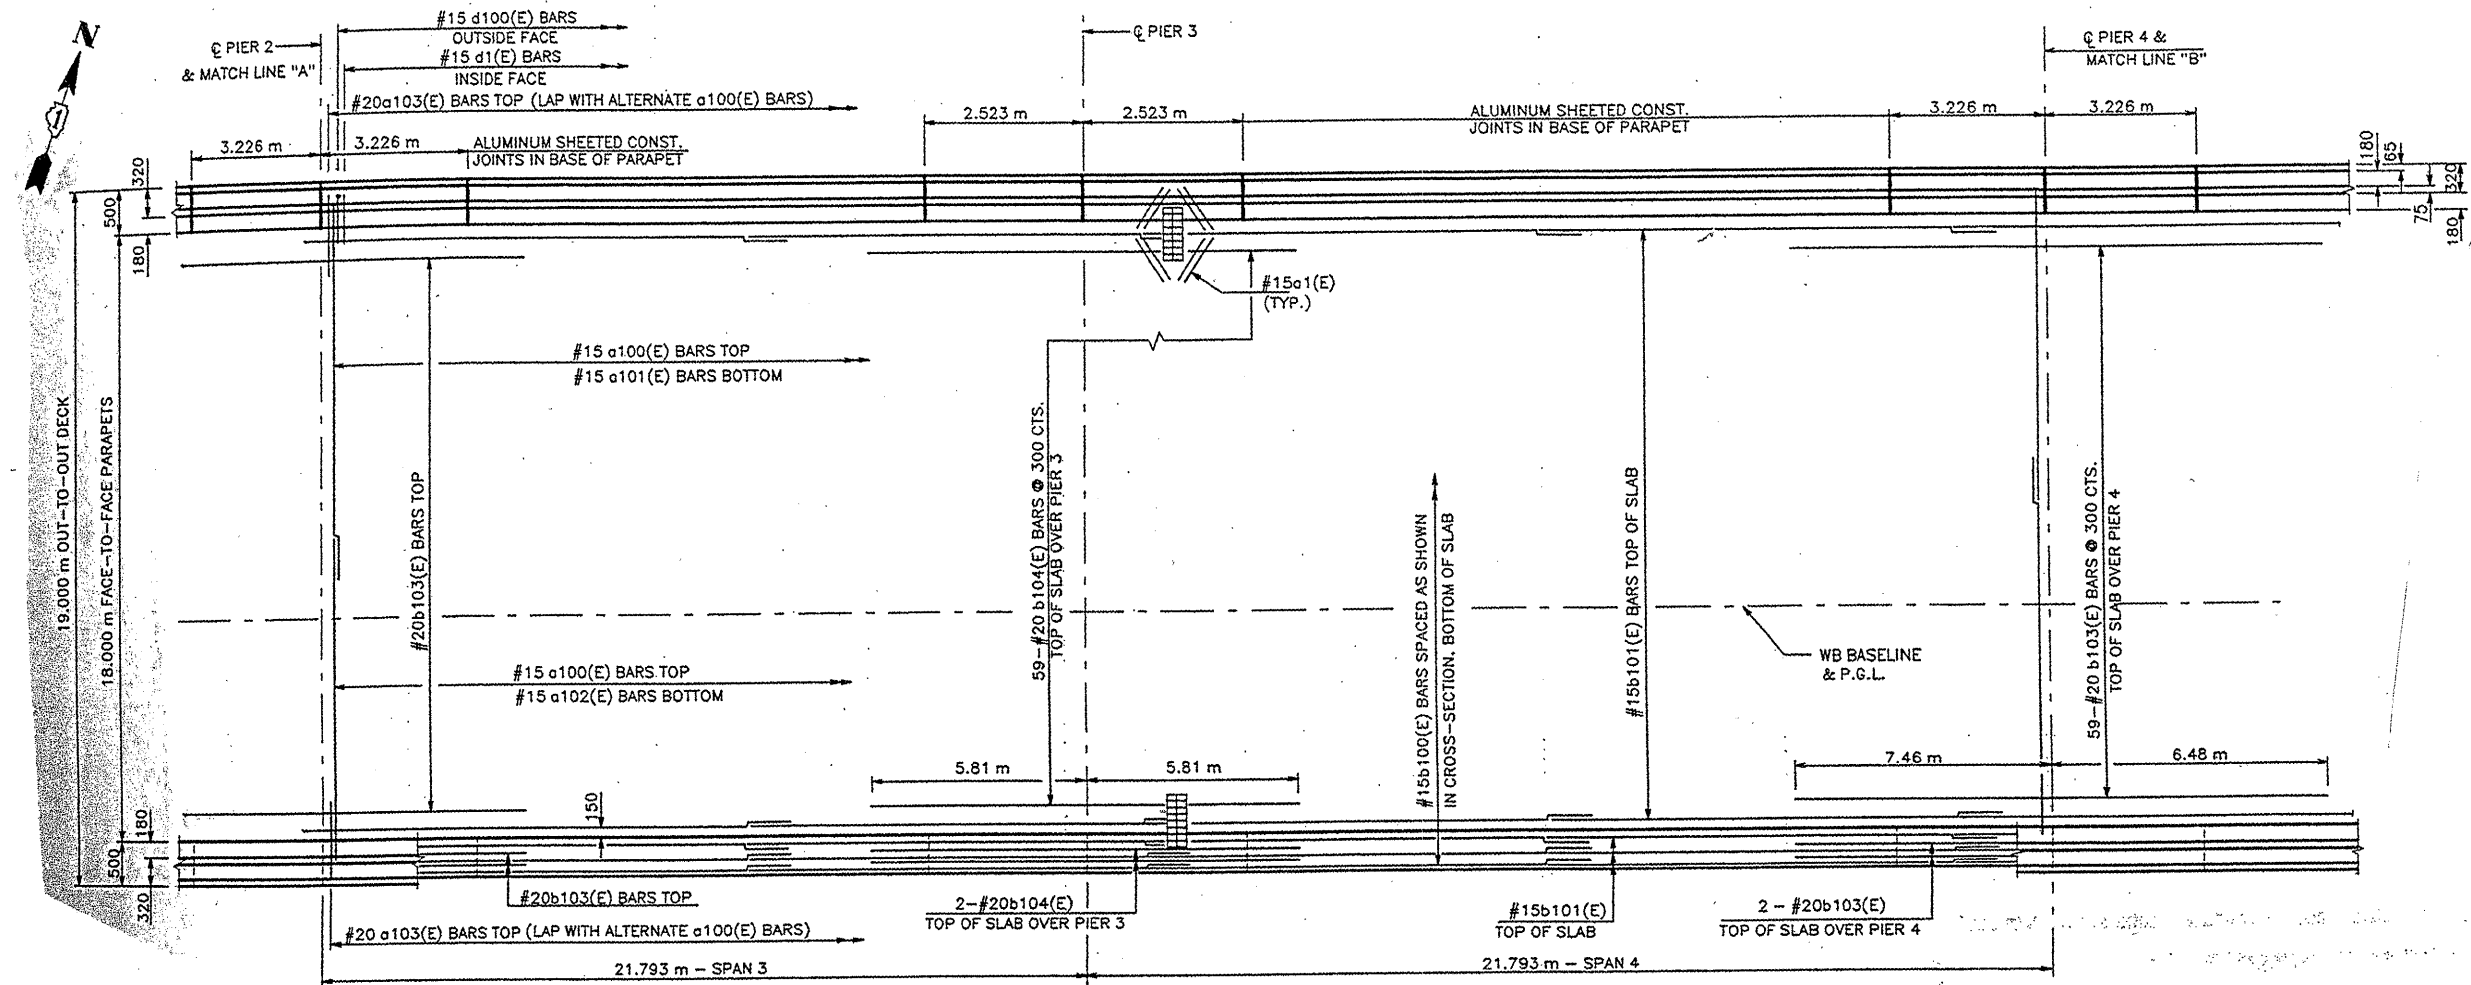 #15 d100(E) BARS
OUTSIDE FACE
#15 d1(E) BARS
INSIDE FACE
N
1
℄ PIER 2
& MATCH LINE "A"
#20a103(E) BARS TOP (LAP WITH ALTERNATE a100(E) BARS)
℄ PIER 3
℄ PIER 4 &
MATCH LINE "B"
3.226 m
3.226 m
ALUMINUM SHEETED CONST.
JOINTS IN BASE OF PARAPET
2.523 m
2.523 m
ALUMINUM SHEETED CONST.
JOINTS IN BASE OF PARAPET
3.226 m
3.226 m
320
500
180
180
65
320
75
180
#15a1(E)
(TYP.)
#15 a100(E) BARS TOP
#15 a101(E) BARS BOTTOM
19.000 m OUT-TO-OUT DECK
18.000 m FACE-TO-FACE PARAPETS
#20b103(E) BARS TOP
59-#20 b104(E) BARS @ 300 CTS.
TOP OF SLAB OVER PIER 3
#15b100(E) BARS SPACED AS SHOWN
IN CROSS-SECTION, BOTTOM OF SLAB
#15b101(E) BARS TOP OF SLAB
59-#20 b103(E) BARS @ 300 CTS.
TOP OF SLAB OVER PIER 4
WB BASELINE
& P.G.L.
#15 a100(E) BARS TOP
#15 a102(E) BARS BOTTOM
5.81 m
5.81 m
7.46 m
6.48 m
150
180
500
320
#20b103(E) BARS TOP
2-#20b104(E)
TOP OF SLAB OVER PIER 3
#15b101(E)
TOP OF SLAB
2 - #20b103(E)
TOP OF SLAB OVER PIER 4
#20 a103(E) BARS TOP (LAP WITH ALTERNATE a100(E) BARS)
21.793 m - SPAN 3
21.793 m - SPAN 4